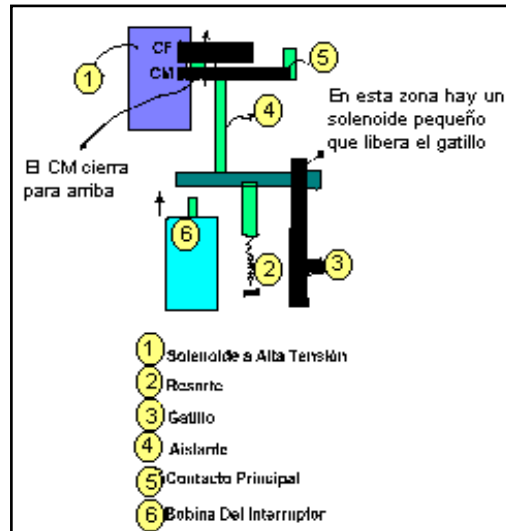 CF
1
CM
5
En esta zona hay un
solenoide pequeño
que libera el gatillo
4
El CM cierra
para arriba
6
2
3
1 Solenoide a Alta Tensión
2 Resorte
3 Gatillo
4 Aislante
5 Contacto Principal
6 Bobina Del Interruptor